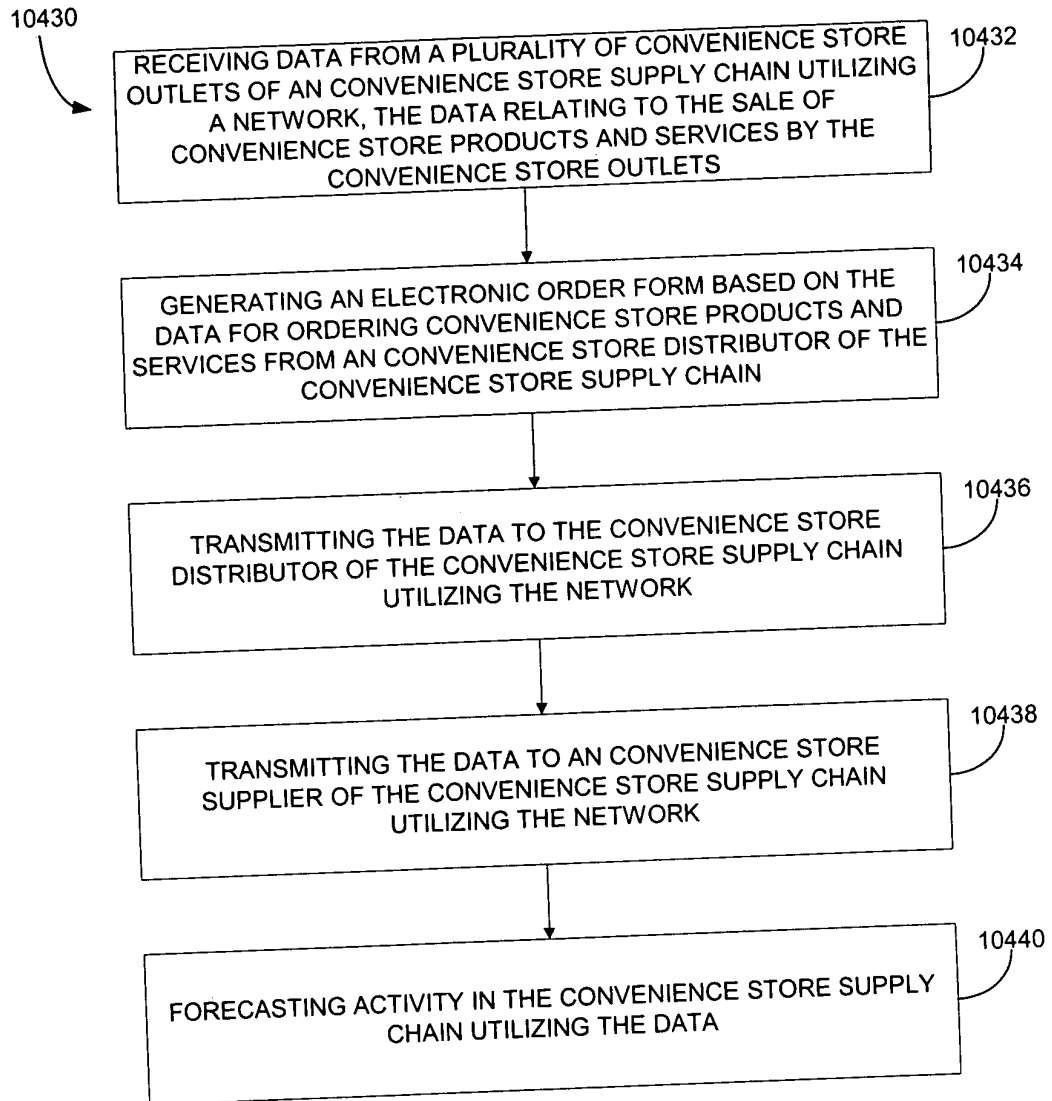 10430
RECEIVING DATA FROM A PLURALITY OF CONVENIENCE STORE
OUTLETS OF AN CONVENIENCE STORE SUPPLY CHAIN UTILIZING
A NETWORK, THE DATA RELATING TO THE SALE OF
CONVENIENCE STORE PRODUCTS AND SERVICES BY THE
CONVENIENCE STORE OUTLETS
10432
GENERATING AN ELECTRONIC ORDER FORM BASED ON THE
DATA FOR ORDERING CONVENIENCE STORE PRODUCTS AND
SERVICES FROM AN CONVENIENCE STORE DISTRIBUTOR OF THE
CONVENIENCE STORE SUPPLY CHAIN
10434
TRANSMITTING THE DATA TO THE CONVENIENCE STORE
DISTRIBUTOR OF THE CONVENIENCE STORE SUPPLY CHAIN
UTILIZING THE NETWORK
10436
TRANSMITTING THE DATA TO AN CONVENIENCE STORE
SUPPLIER OF THE CONVENIENCE STORE SUPPLY CHAIN
UTILIZING THE NETWORK
10438
FORECASTING ACTIVITY IN THE CONVENIENCE STORE SUPPLY
CHAIN UTILIZING THE DATA
10440